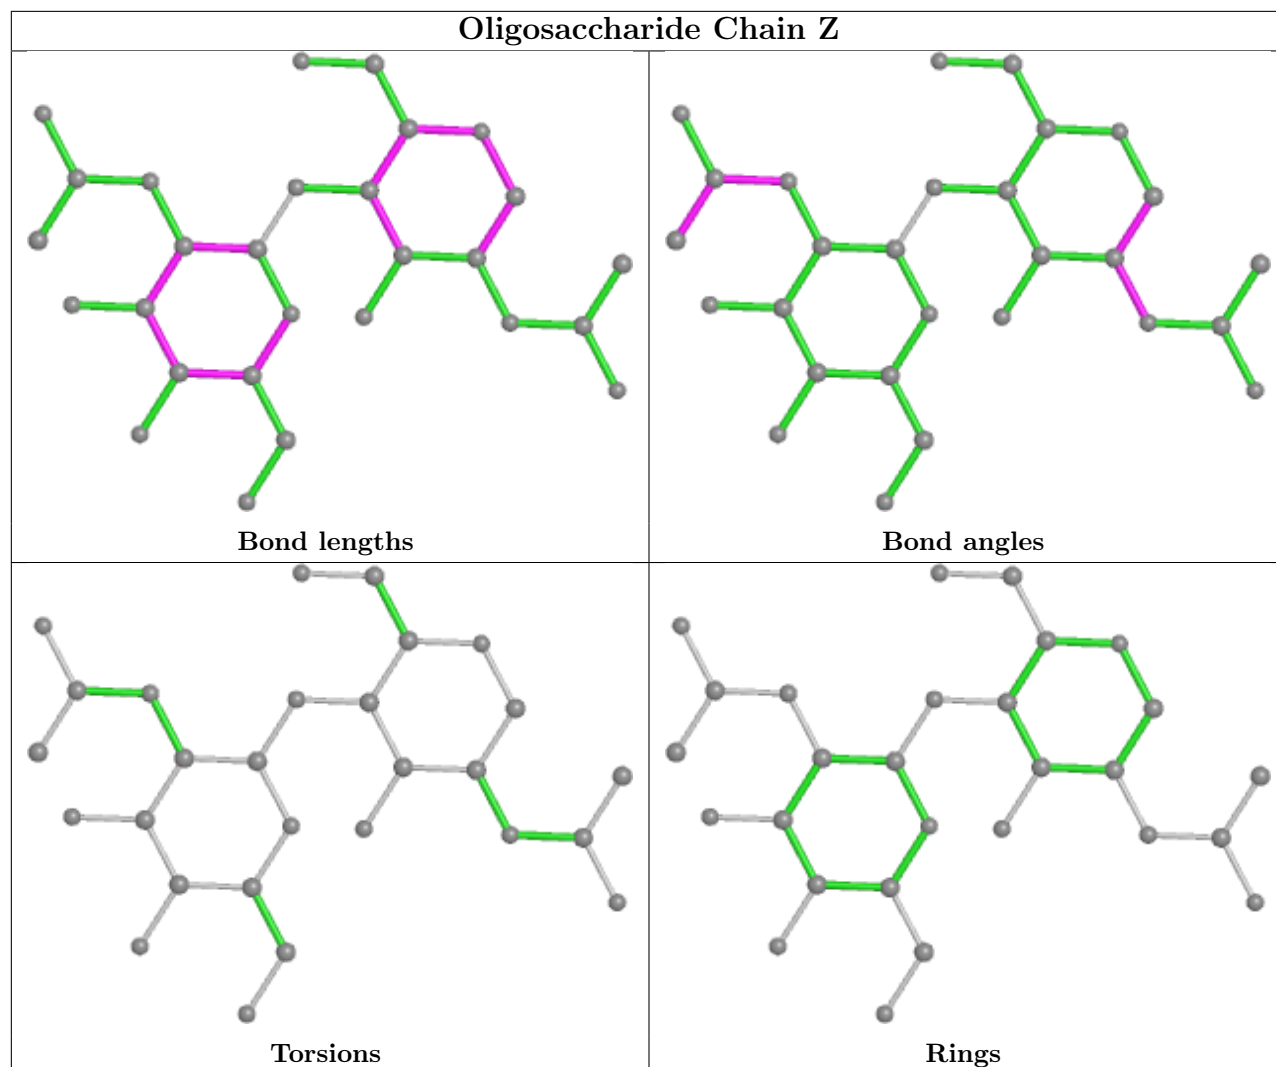 Oligosaccharide Chain Z
Bond lengths
Bond angles
Torsions
Rings